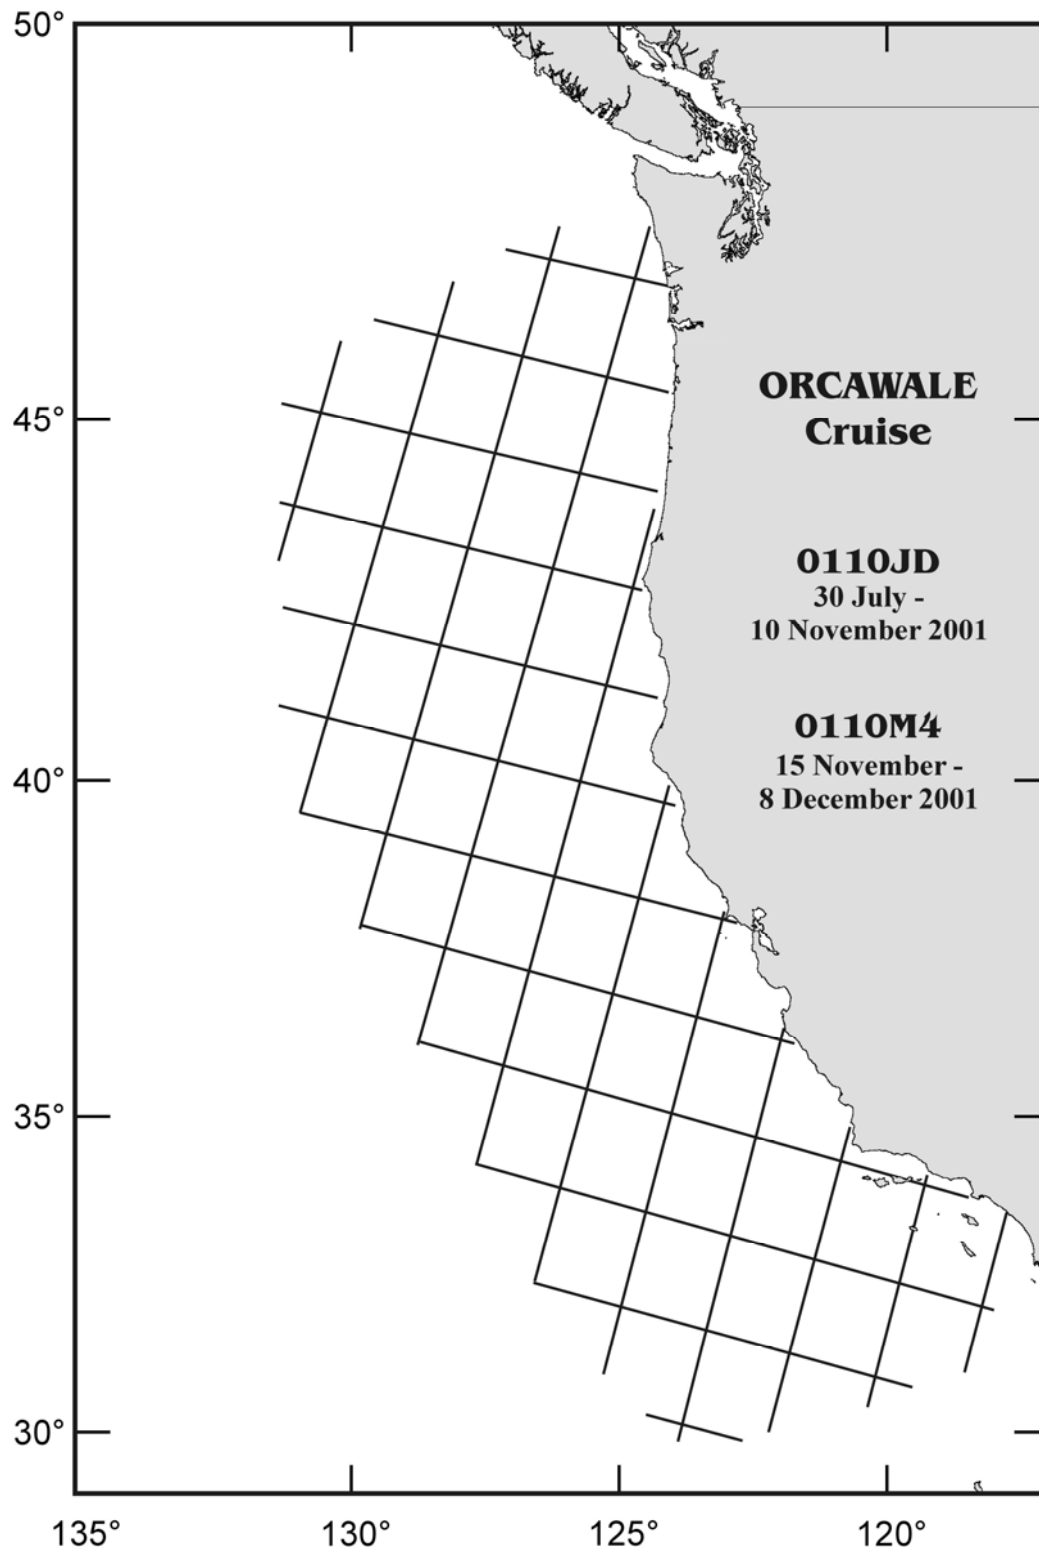 50°
ORCAWALE
45°
Cruise
0110JD
30 July -
10 November 2001
0110M4
40°
15 November -
8 December 2001
35°
30°
135°
130°
125°
120°